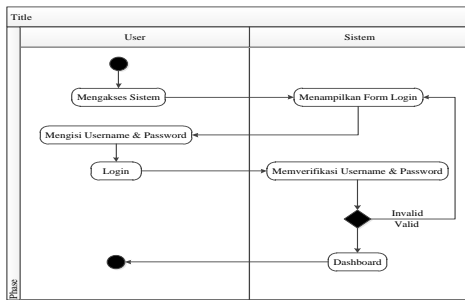 Title
User
Sistem
Mengakses Sistem
Menampilkan Form Login
Mengisi Username & Password
Login
Memverifikasi Username & Password
Invalid
Valid
Dashboard
Phase